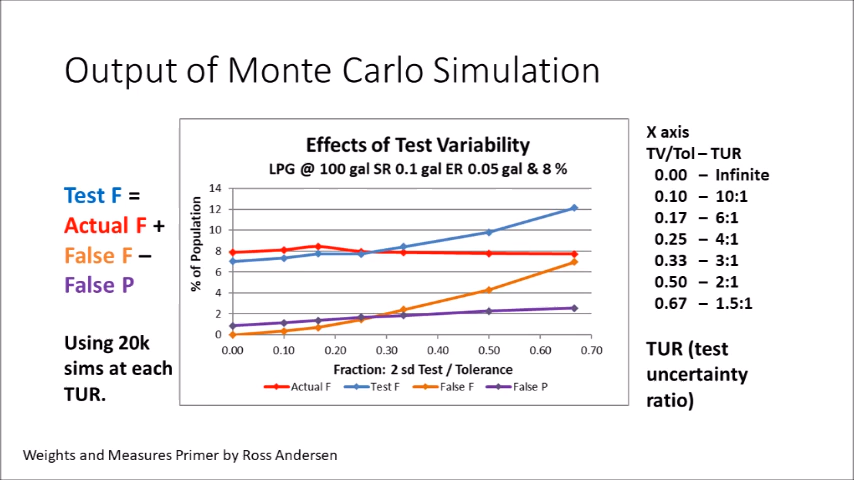 Output of Monte Carlo Simulation
Test F =
Actual F +
False F –
False P
Using 20k
sims at each
TUR.
Effects of Test Variability
LPG @ 100 gal SR 0.1 gal ER 0.05 gal & 8 %
% of Population
14
12
10
8
6
4
2
0
0.00 0.10 0.20 0.30 0.40 0.50 0.60 0.70
Fraction: 2 sd Test / Tolerance
Actual F Test F False F False P
X axis
TV/Tol – TUR
0.00 – Infinite
0.10 – 10:1
0.17 – 6:1
0.25 – 4:1
0.33 – 3:1
0.50 – 2:1
0.67 – 1.5:1
TUR (test
uncertainty
ratio)
Weights and Measures Primer by Ross Andersen